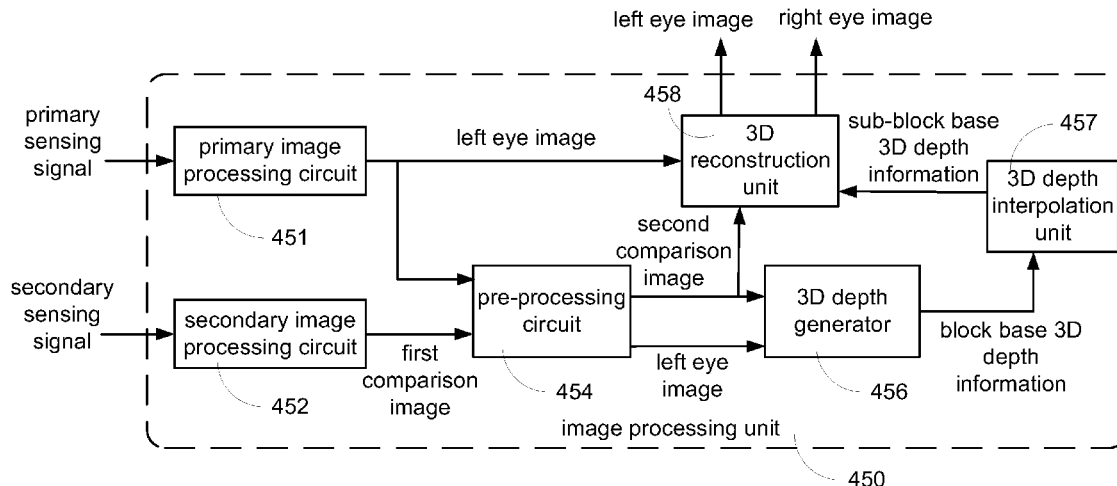 left eye image
right eye image
primary
sensing
signal
primary image
processing circuit
451
left eye image
458
3D
reconstruction
unit
sub-block base
3D depth
information
457
3D depth
interpolation
unit
secondary
sensing
signal
secondary image
processing circuit
452
first
comparison
image
pre-processing
circuit
454
second
comparison
image
left eye
image
3D depth
generator
456
block base 3D
depth
information
image processing unit
450